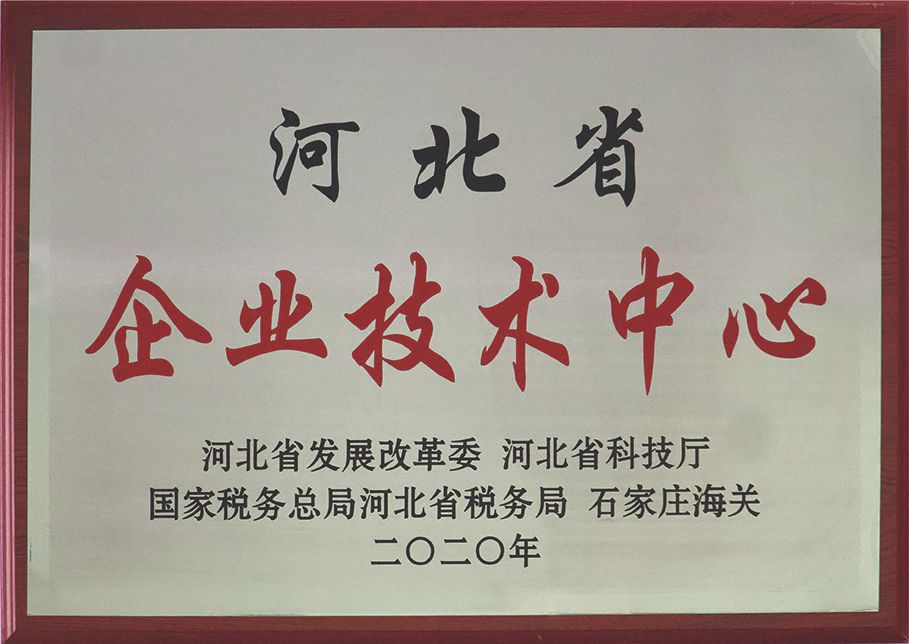 河北省
企业技术中心
河北省发展改革委 河北省科技厅
国家税务总局河北省税务局 石家庄海关
二〇二〇年